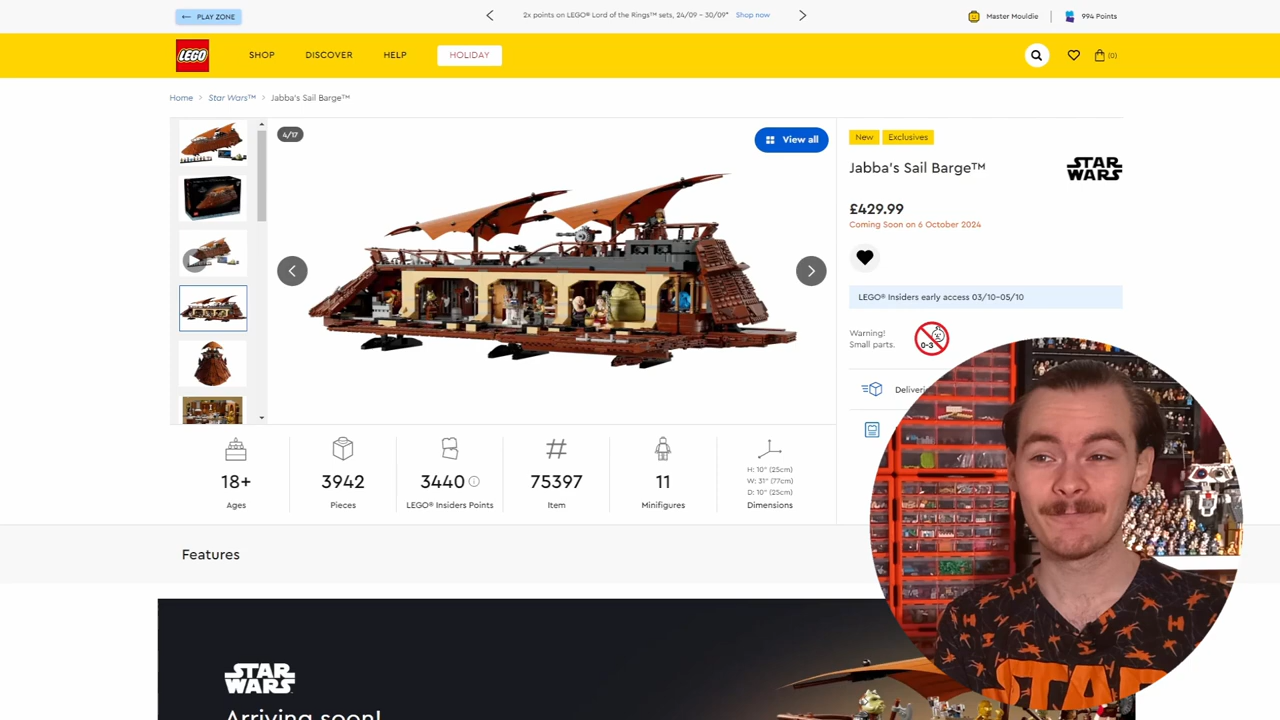 ← PLAY ZONE
2x points on LEGO® Lord of the Rings™ sets, 24/09 - 30/09* Shop now
Master Mouldie
994 Points
LEGO
SHOP
DISCOVER
HELP
HOLIDAY
(0)
Home > Star Wars™ > Jabba's Sail Barge™
4/17
View all
New
Exclusives
Jabba's Sail Barge™
STAR
WARS
£429.99
Coming Soon on 6 October 2024
LEGO® Insiders early access 03/10-05/10
Warning!
Small parts.
0-3
Deliveri
18+
Ages
3942
Pieces
3440
LEGO® Insiders Points
75397
Item
11
Minifigures
H: 10" (25cm)
W: 31" (77cm)
D: 10" (25cm)
Dimensions
Features
STAR
WARS
Arriving soon!
STAR